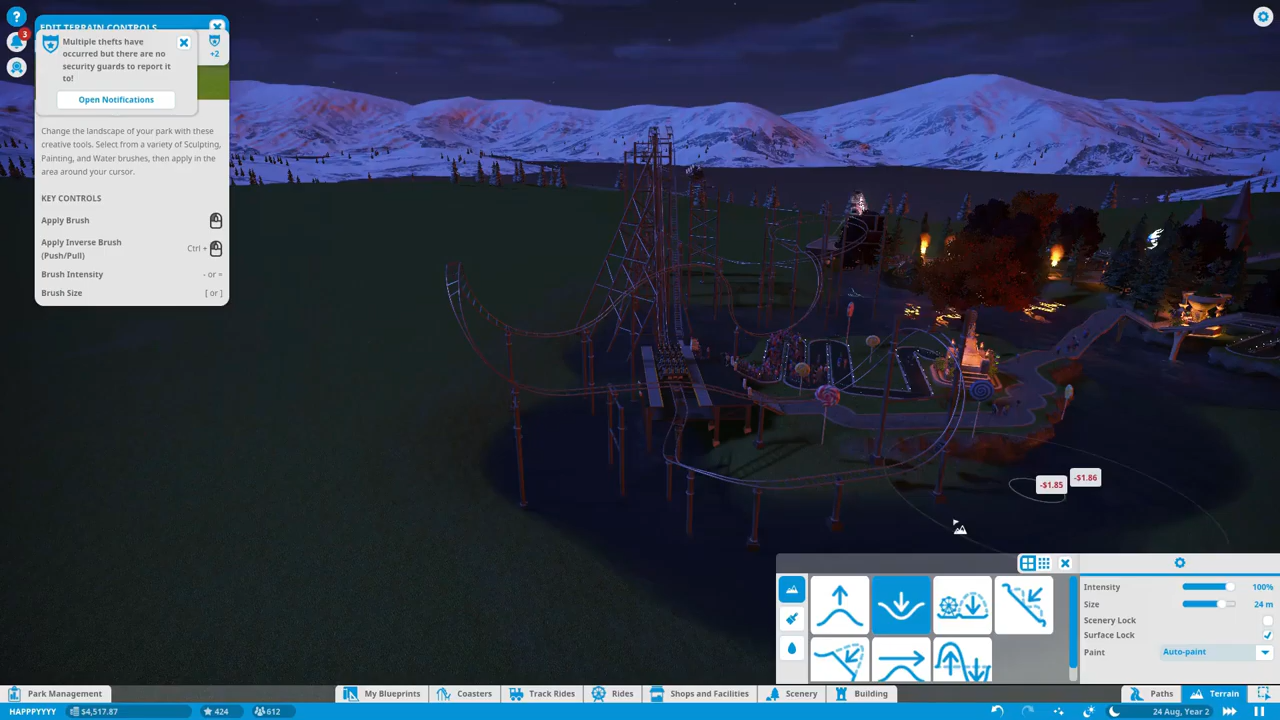 ?
EDIT TERRAIN CONTROLS
3
Multiple thefts have
occurred but there are no
security guards to report it
to!
+2
Open Notifications
Change the landscape of your park with these
creative tools. Select from a variety of Sculpting,
Painting, and Water brushes, then apply in the
area around your cursor.
KEY CONTROLS
Apply Brush
Apply Inverse Brush
(Push/Pull)
Ctrl +
Brush Intensity
- or =
Brush Size
[ or ]
-$1.85
-$1.86
Intensity
100%
Size
24 m
Scenery Lock
Surface Lock
Paint
Auto-paint
Park Management
My Blueprints
Coasters
Track Rides
Rides
Shops and Facilities
Scenery
Building
Paths
Terrain
HAPPPYYYY
$4,517.87
424
612
24 Aug, Year 2